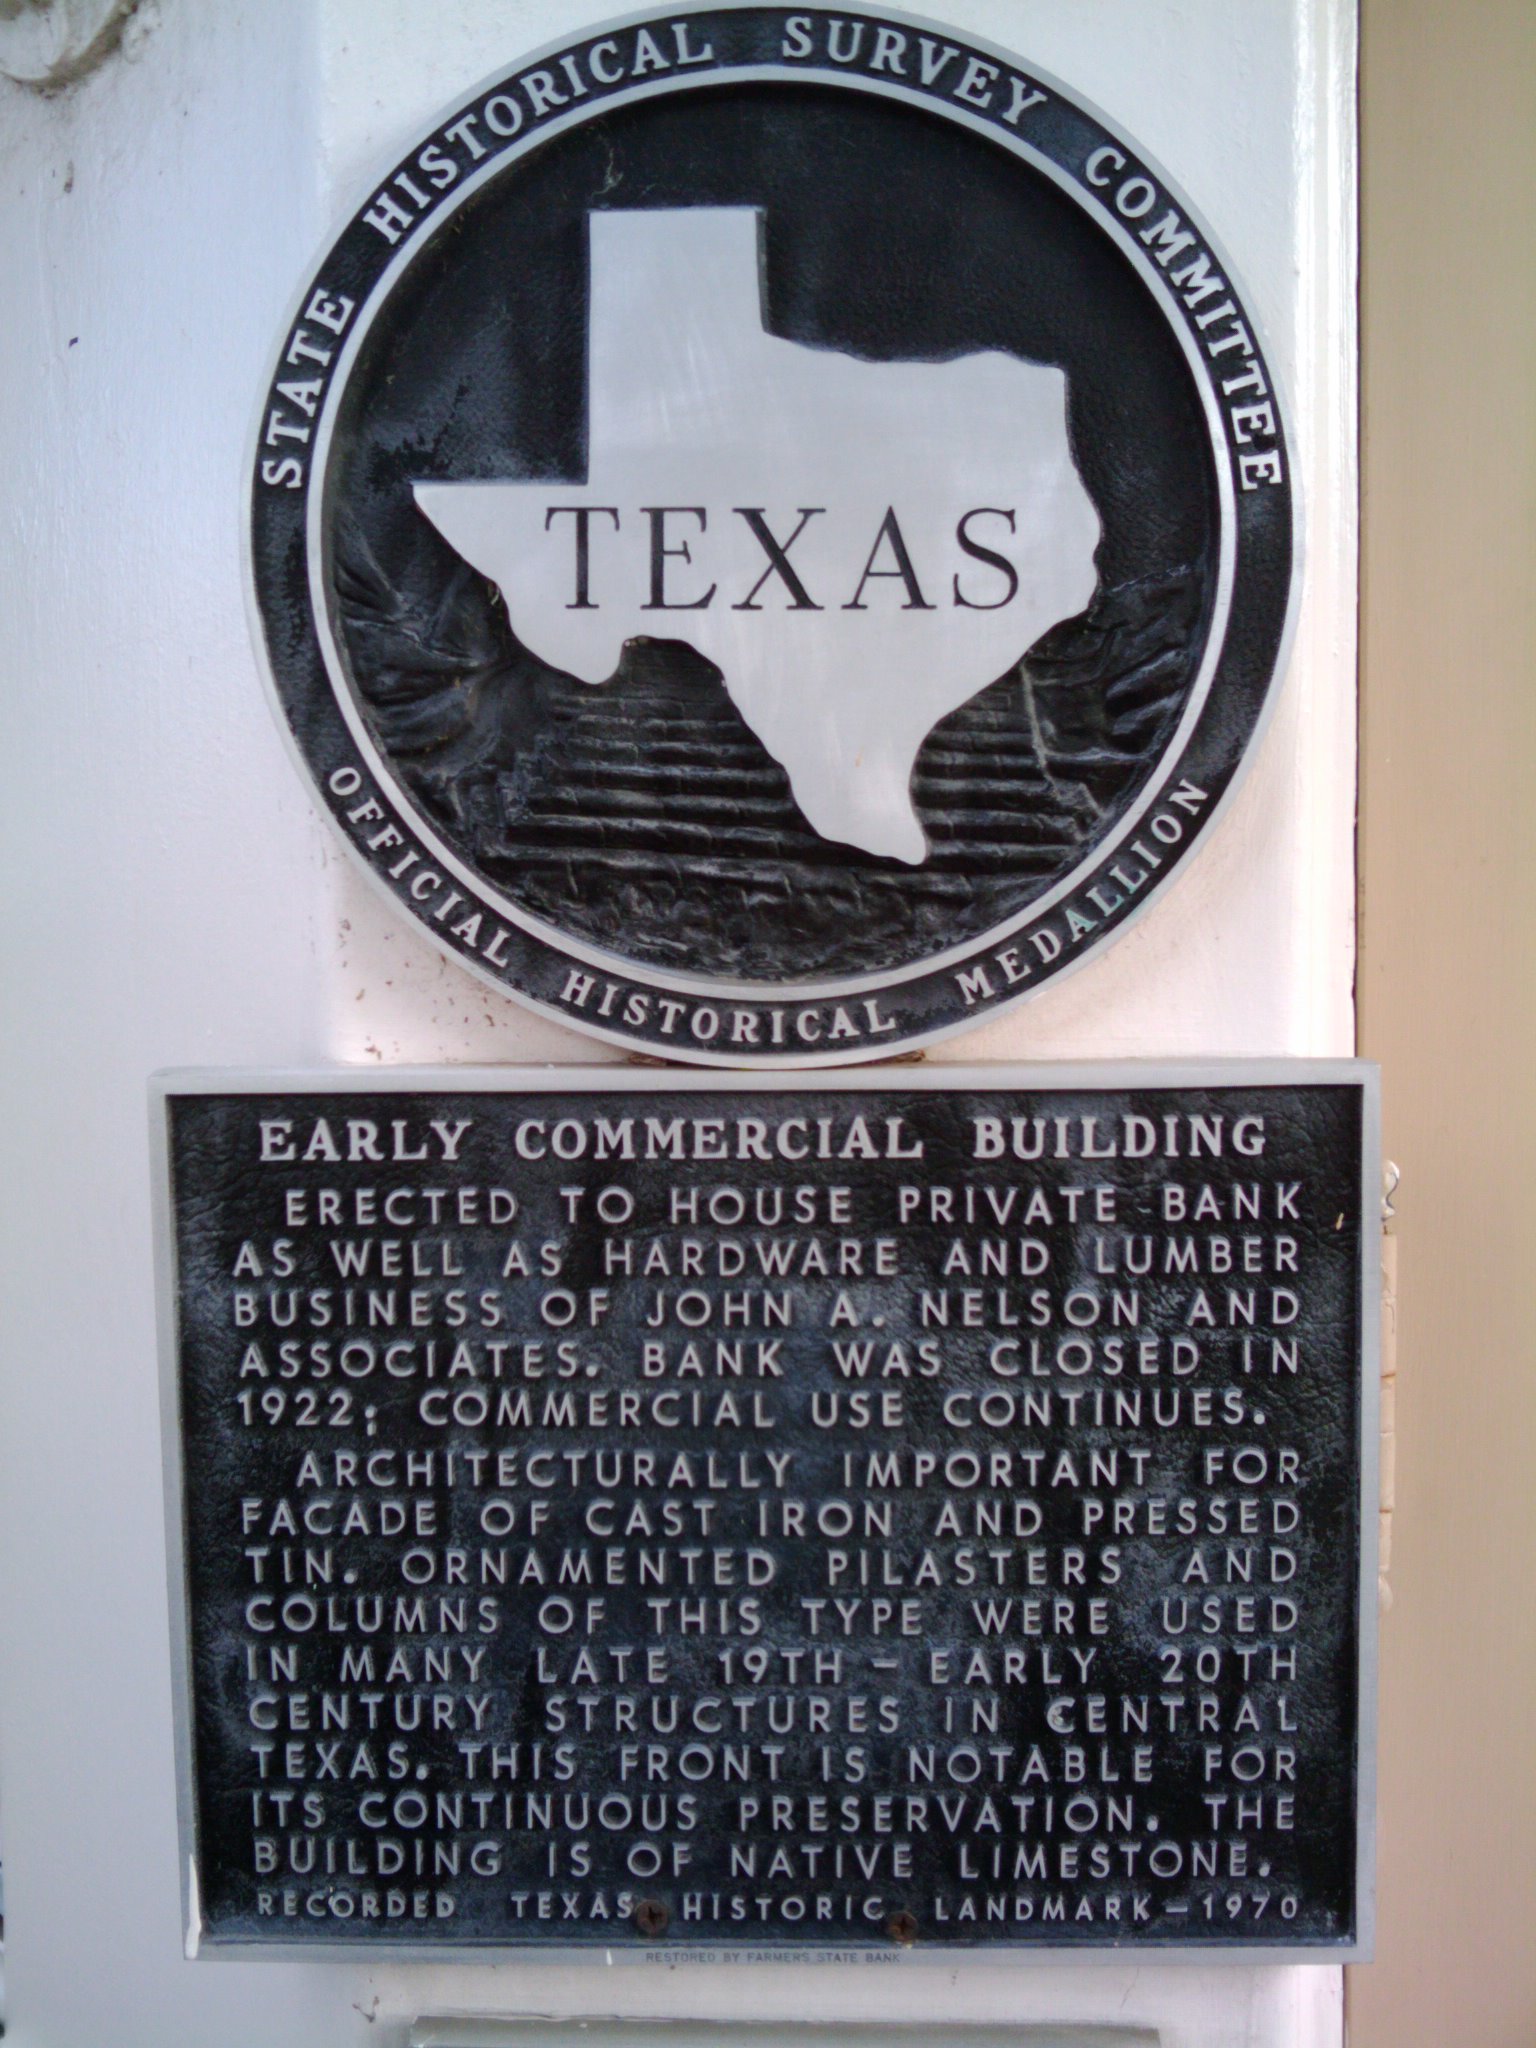 STATE HISTORICAL SURVEY COMMITTEE
TEXAS
OFFICIAL HISTORICAL MEDALLION
EARLY COMMERCIAL BUILDING
ERECTED TO HOUSE PRIVATE BANK
AS WELL AS HARDWARE AND LUMBER
BUSINESS OF JOHN A. NELSON AND
ASSOCIATES. BANK WAS CLOSED IN
1922; COMMERCIAL USE CONTINUES.
ARCHITECTURALLY IMPORTANT FOR
FACADE OF CAST IRON AND PRESSED
TIN. ORNAMENTED PILASTERS AND
COLUMNS OF THIS TYPE WERE USED
IN MANY LATE 19TH - EARLY 20TH
CENTURY STRUCTURES IN CENTRAL
TEXAS. THIS FRONT IS NOTABLE FOR
ITS CONTINUOUS PRESERVATION. THE
BUILDING IS OF NATIVE LIMESTONE.
RECORDED TEXAS HISTORIC LANDMARK - 1970
RESTORED BY FARMERS STATE BANK